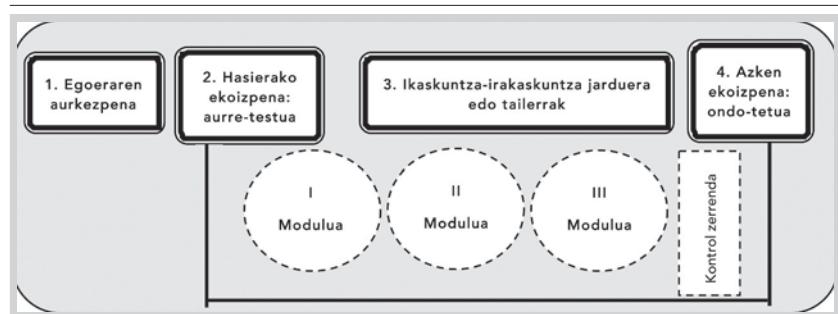 1. Egoeraren
aurkezpena
2. Hasierako
ekoizpena:
aurre-testua
3. Ikaskuntza-irakaskuntza jarduera
edo tailerrak
4. Azken
ekoizpena:
ondo-tetua
I
Modulua
II
Modulua
III
Modulua
Kontrol zerrenda